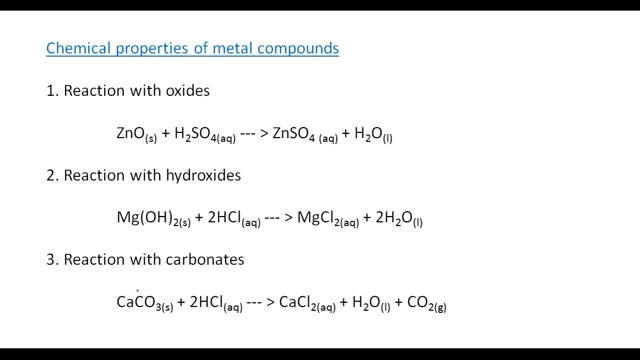 Chemical properties of metal compounds
1. Reaction with oxides
ZnO(s) + H2SO4(aq) --- > ZnSO4 (aq) + H2O(l)
2. Reaction with hydroxides
Mg(OH)2(s) + 2HCl(aq) --- > MgCl2(aq) + 2H2O(l)
3. Reaction with carbonates
CaCO3(s) + 2HCl(aq) --- > CaCl2(aq) + H2O(l) + CO2(g)